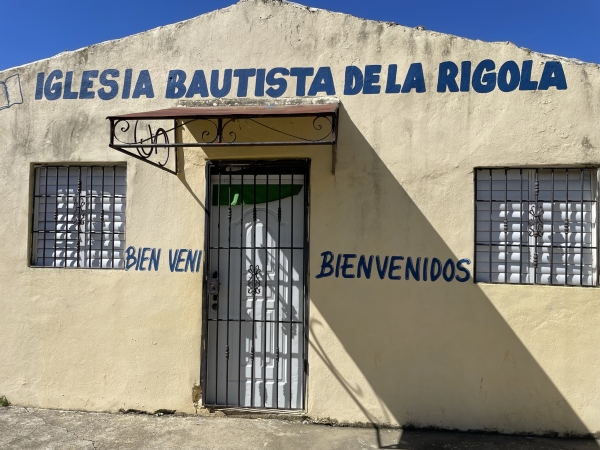 IGLESIA BAUTISTA DE LA RIGOLA
BIEN VENI BIENVENIDOS